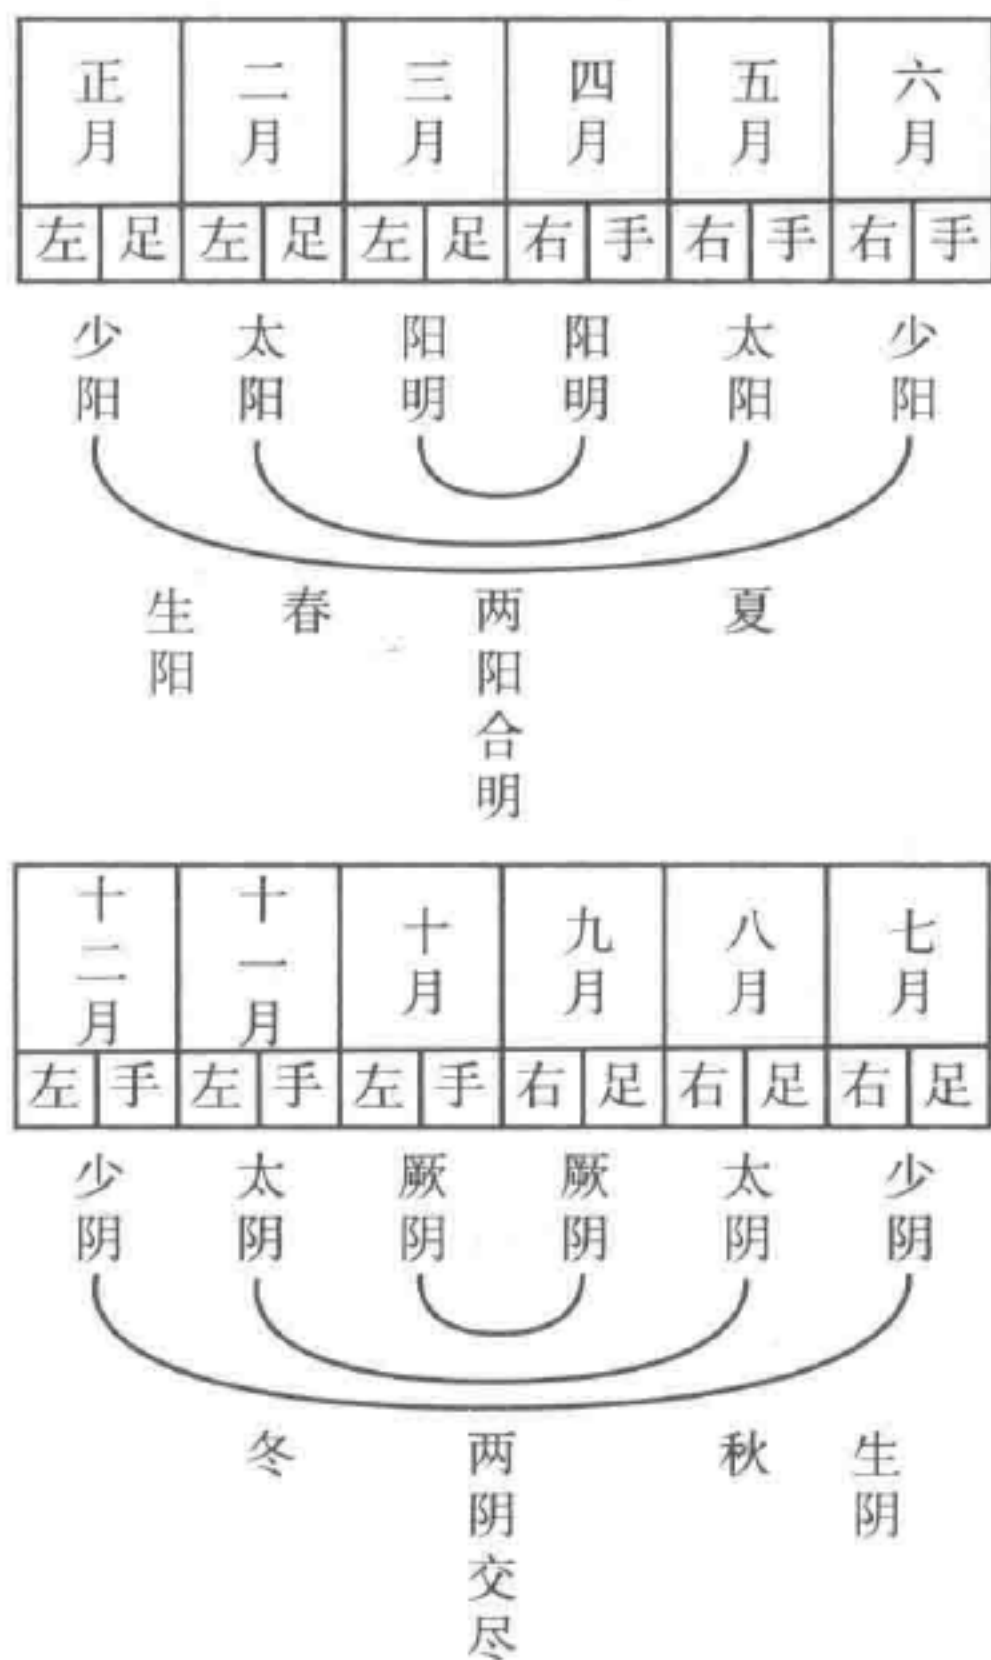 正月 二月 三月 四月 五月 六月
左 足 左 足 左 足 右 手 右 手 右 手
少阳 太阳 阳明 阳明 太阳 少阳
生阳 春 两阳合明 夏
十二月 十一月 十月 九月 八月 七月
左 手 左 手 左 手 右 足 右 足 右 足
少阴 太阴 厥阴 厥阴 太阴 少阴
冬 两阴交尽 秋 生阴